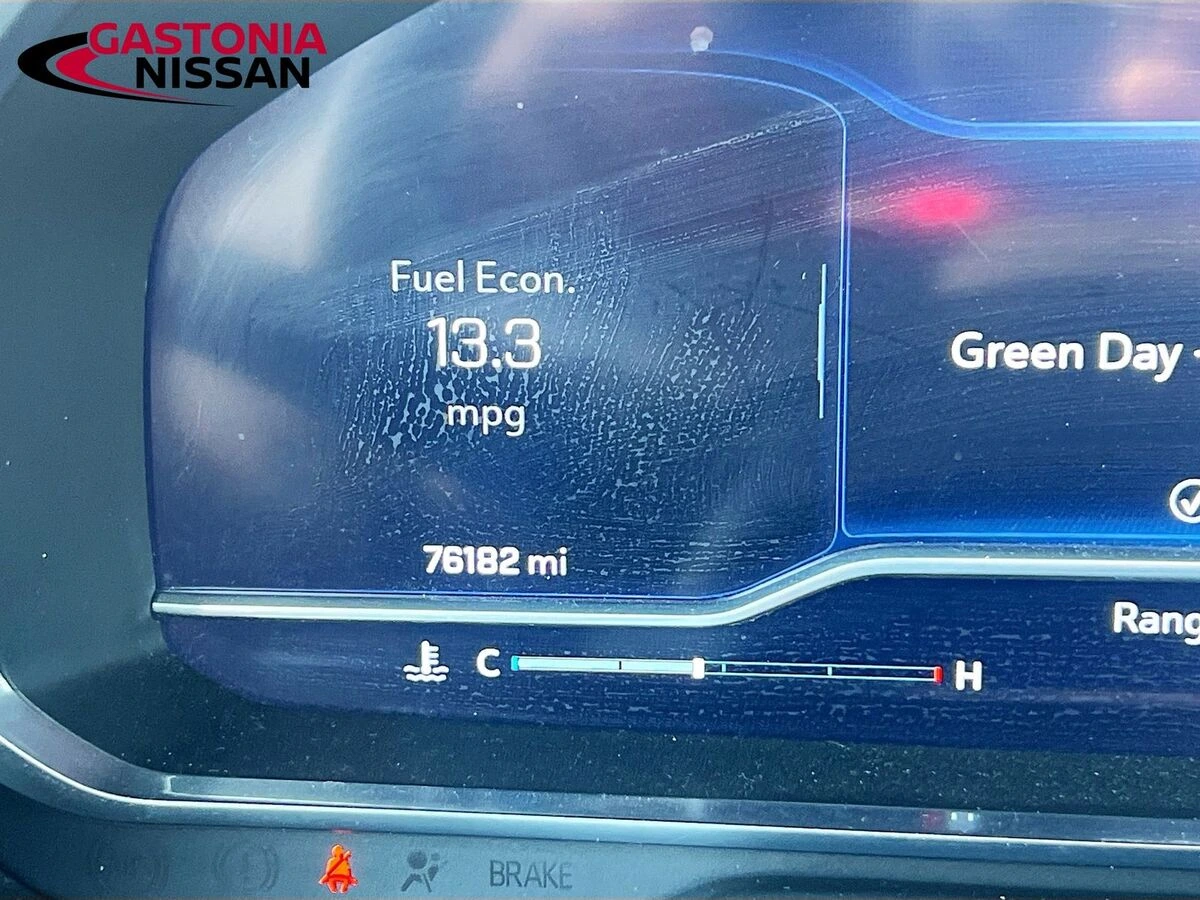 GASTONIA
NISSAN
Fuel Econ.
13.3
mpg
Green Day
76182 mi
Rang
C
H
BRAKE